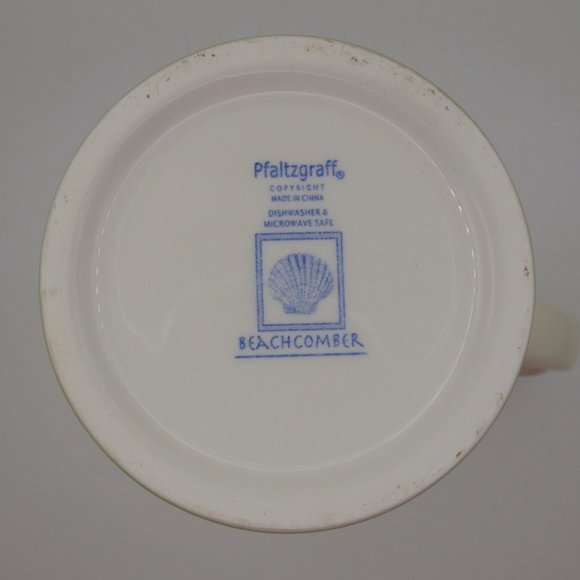 Pfaltzgraff®
COPYRIGHT
MADE IN CHINA
DISHWASHER &
MICROWAVE SAFE
BEACHCOMBER